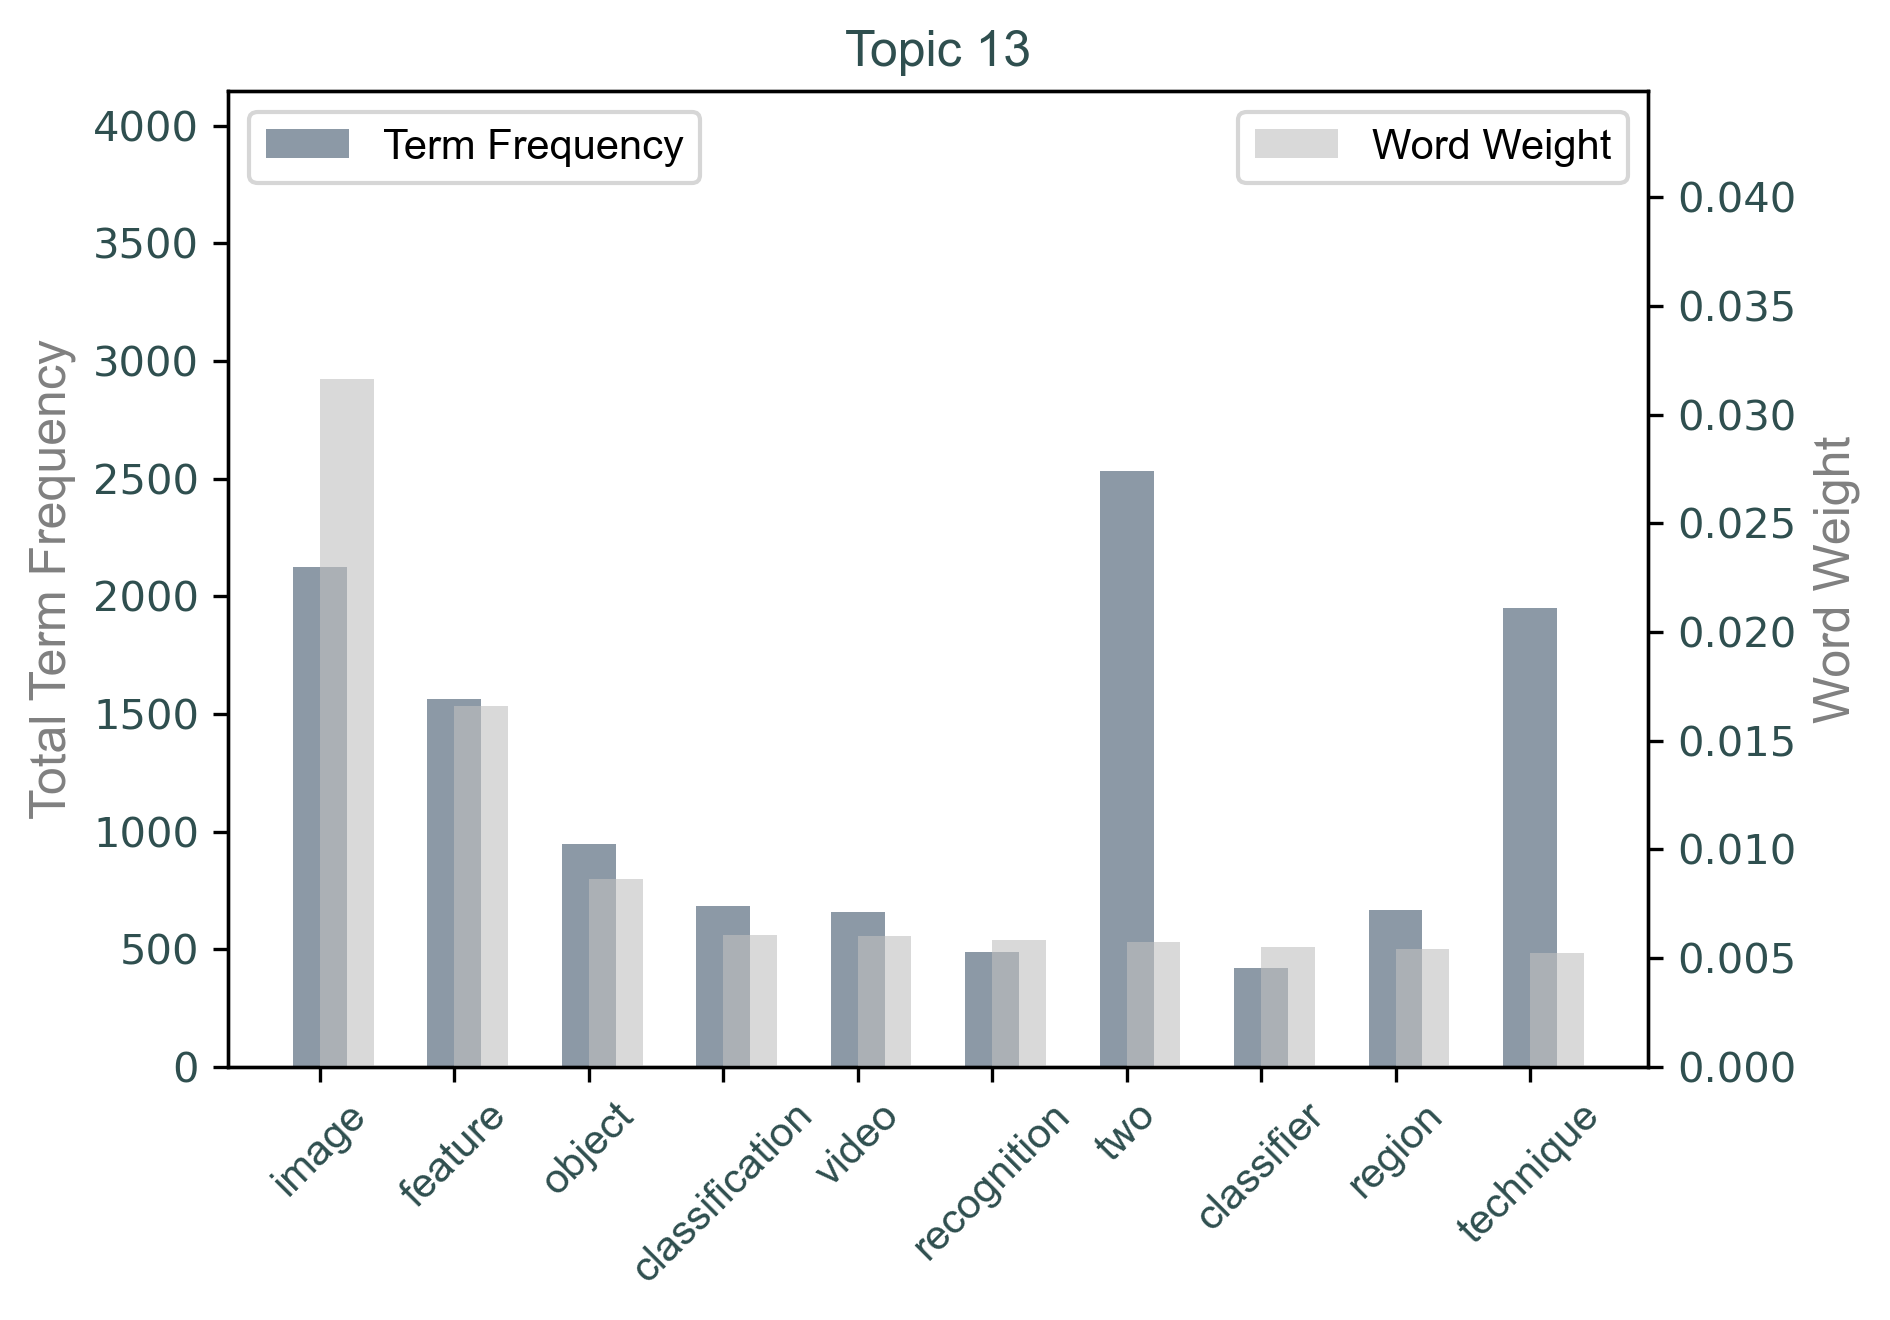 Topic 13
Term Frequency
Word Weight
Total Term Frequency
4000
3500
3000
2500
2000
1500
1000
500
0
0.040
0.035
0.030
0.025
0.020
0.015
0.010
0.005
0.000
Word Weight
image
feature
object
classification
video
recognition
two
classifier
region
technique